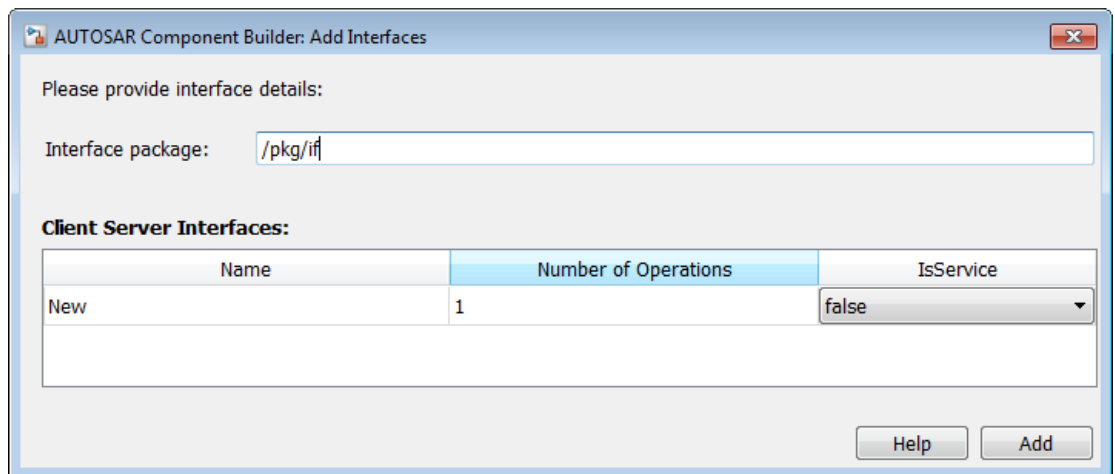 AUTOSAR Component Builder: Add Interfaces
Please provide interface details:
Interface package: /pkg/if
Client Server Interfaces:
Name Number of Operations IsService
New 1 false
Help Add